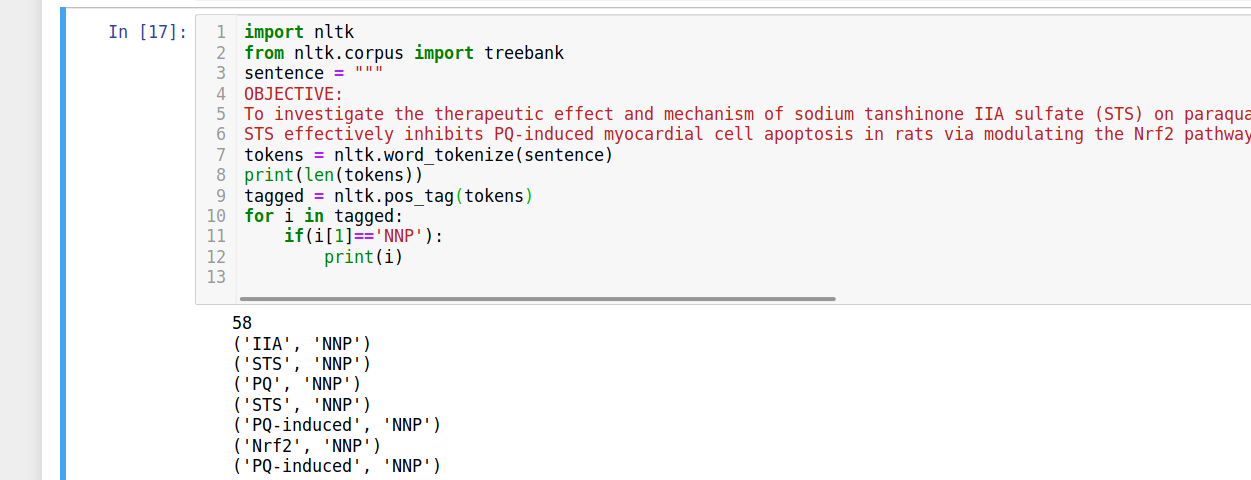 In [17]:
1 import nltk
2 from nltk.corpus import treebank
3 sentence = """
4 OBJECTIVE:
5 To investigate the therapeutic effect and mechanism of sodium tanshinone IIA sulfate (STS) on paraqua
6 STS effectively inhibits PQ-induced myocardial cell apoptosis in rats via modulating the Nrf2 pathway
7 tokens = nltk.word_tokenize(sentence)
8 print(len(tokens))
9 tagged = nltk.pos_tag(tokens)
10 for i in tagged:
11     if(i[1]=='NNP'):
12         print(i)
13
58
('IIA', 'NNP')
('STS', 'NNP')
('PQ', 'NNP')
('STS', 'NNP')
('PQ-induced', 'NNP')
('Nrf2', 'NNP')
('PQ-induced', 'NNP')